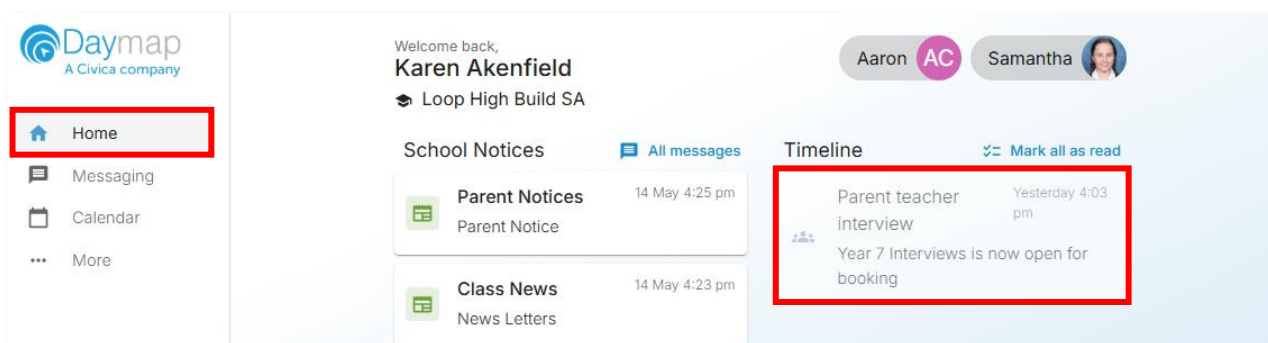 Daymap
A Civica company
Home
Messaging
Calendar
More
Welcome back,
Karen Akenfield
Loop High Build SA
Aaron AC
Samantha
School Notices
All messages
Parent Notices
14 May 4:25 pm
Parent Notice
Class News
14 May 4:23 pm
News Letters
Timeline
Mark all as read
Parent teacher
interview
Yesterday 4:03
pm
Year 7 Interviews is now open for
booking